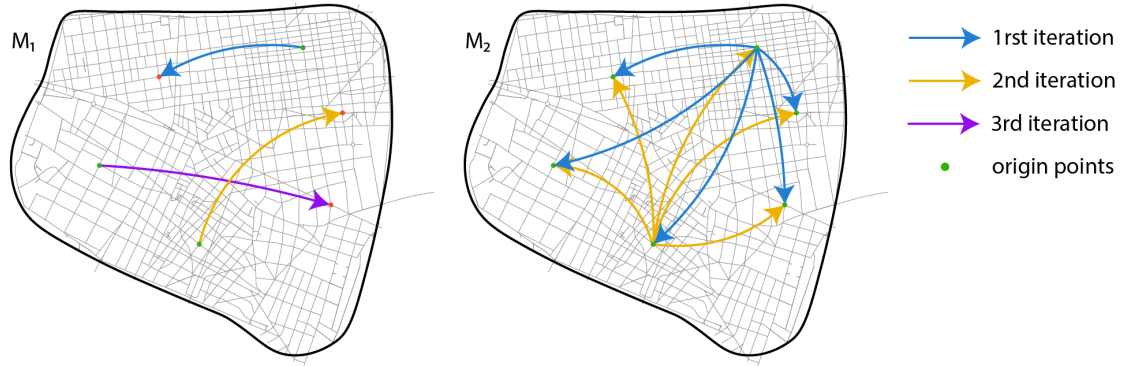 M₁
M₂
1rst iteration
2nd iteration
3rd iteration
origin points